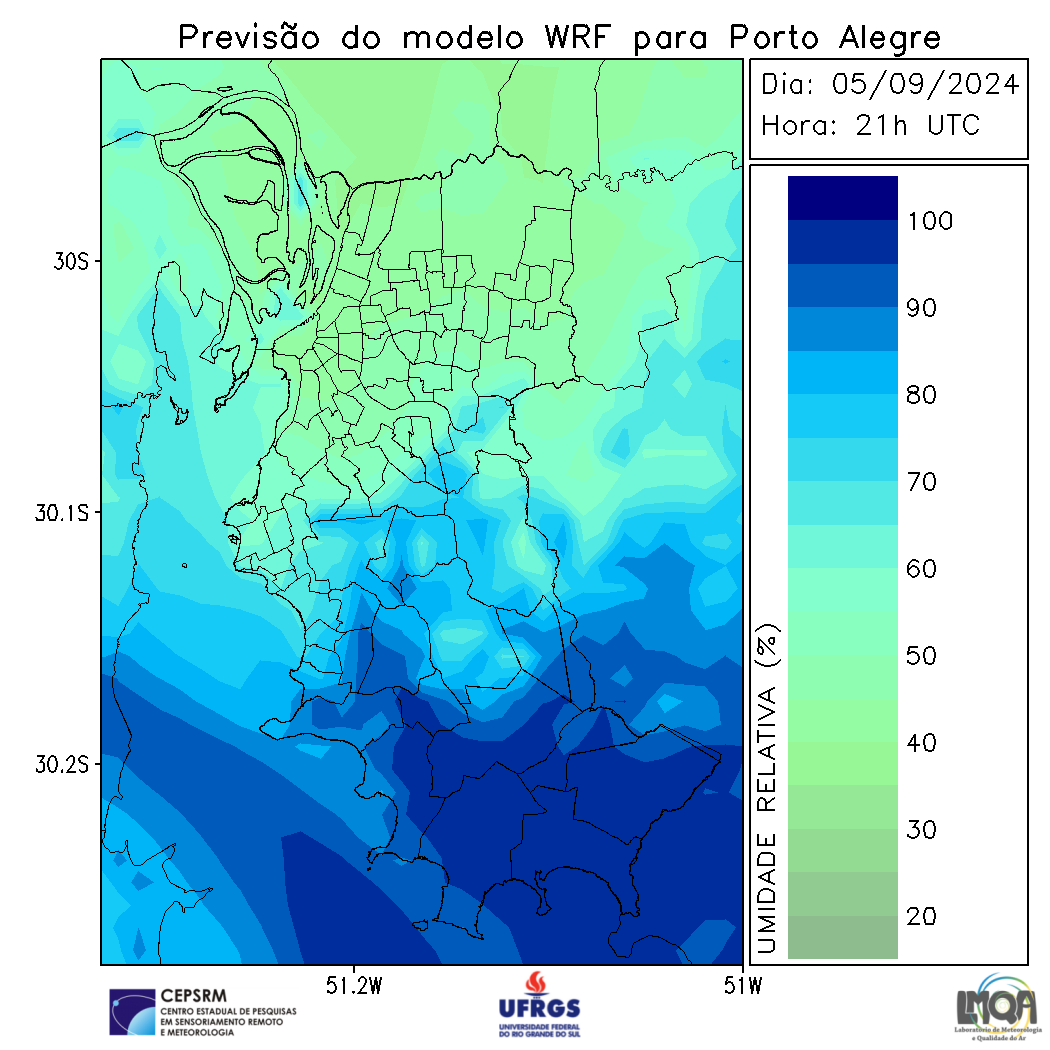 Previsão do modelo WRF para Porto Alegre
Dia: 05/09/2024
Hora: 21h UTC
30S
30.1S
30.2S
51.2W
51W
UMIDADE RELATIVA (%)
100
90
80
70
60
50
40
30
20
CEPSRM
CENTRO ESTADUAL DE PESQUISAS
EM SENSORIAMENTO REMOTO
E METEOROLOGIA
UFRGS
UNIVERSIDADE FEDERAL
DO RIO GRANDE DO SUL
LMQA
Laboratório de Meteorologia
e Qualidade do Ar